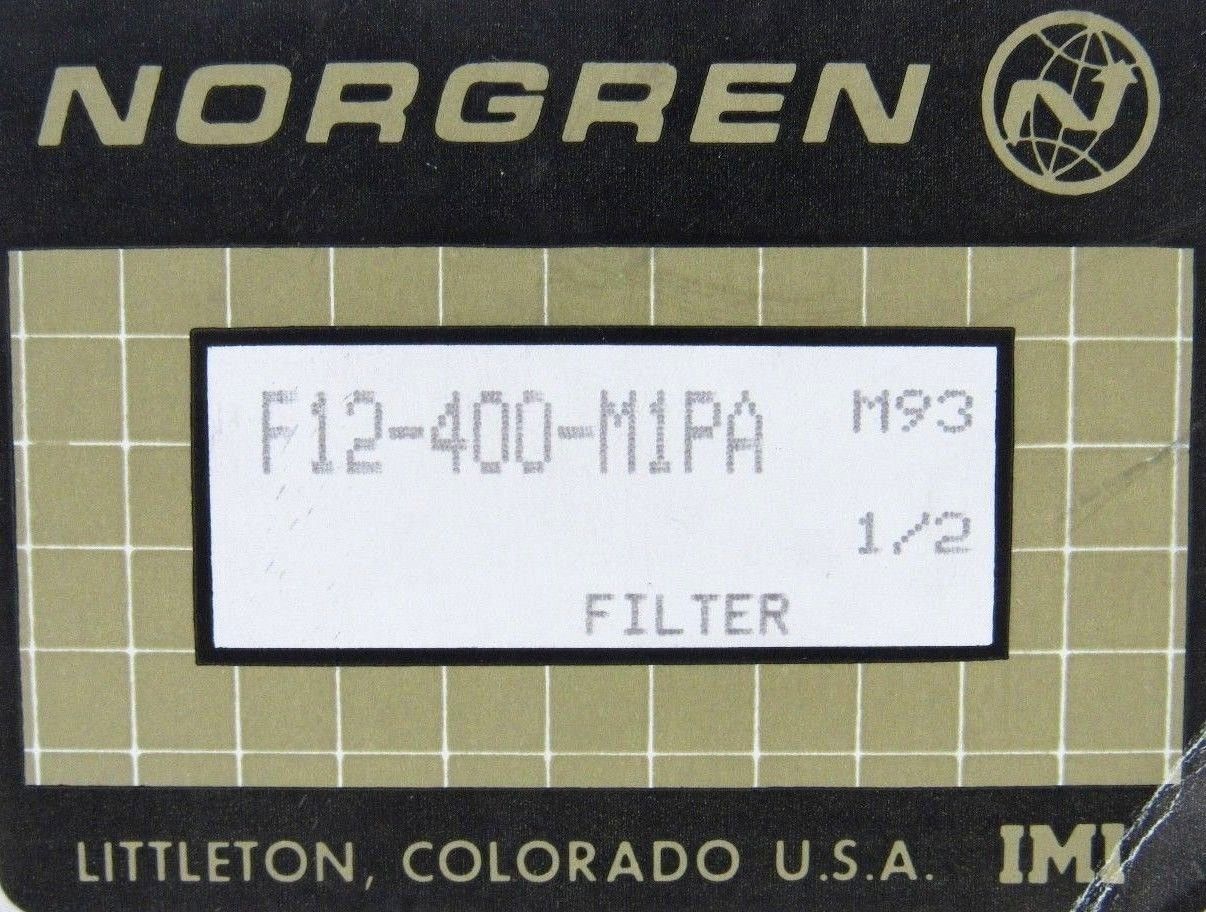 NORGREN
F12-400-M1PA M93
1/2
FILTER
LITTLETON, COLORADO U.S.A. IMI